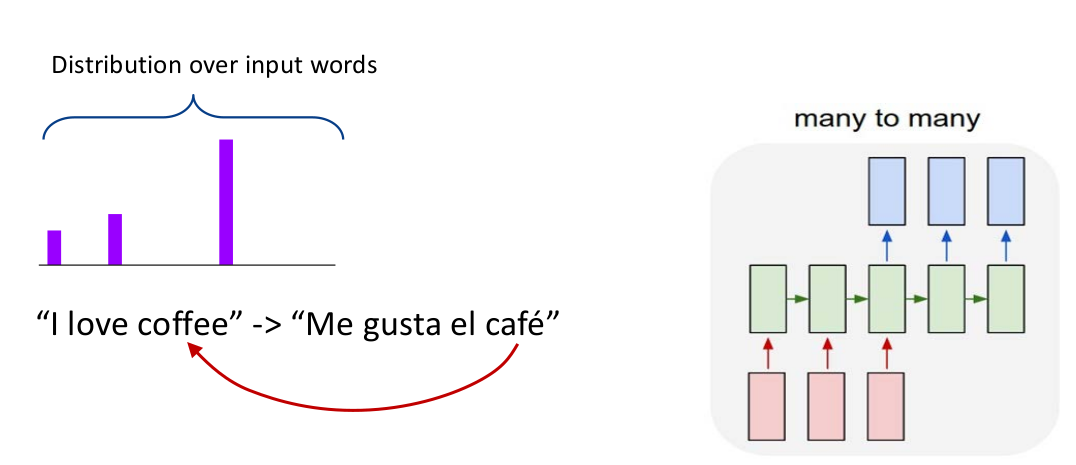 Distribution over input words
many to many
“I love coffee” -> “Me gusta el café”